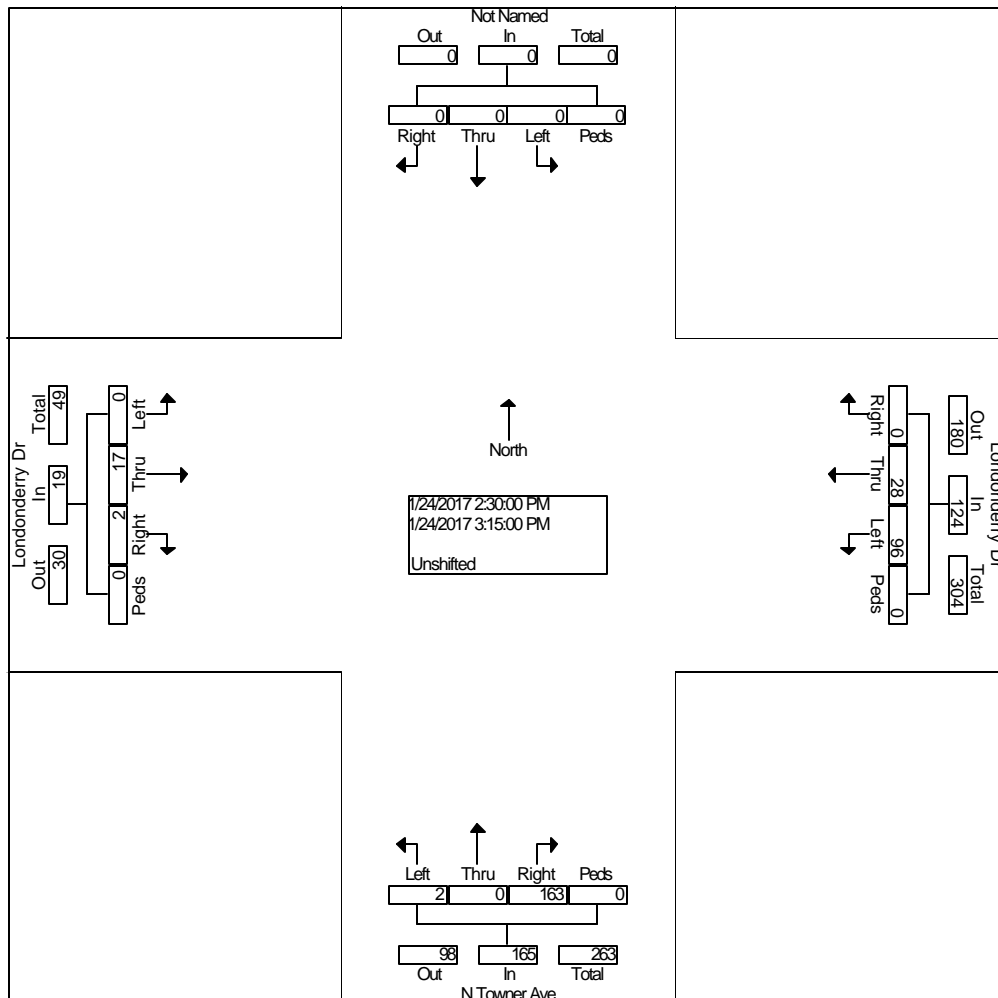 Not Named
Out In Total
0 0 0
0 0 0 0
Right Thru Left Peds
Londonderry Dr
Total In Out
49 19 30
0 17 2 0
Left Thru Right Peds
North
1/24/2017 2:30:00 PM
1/24/2017 3:15:00 PM
Unshifted
Right Thru Left Peds
0 28 96 0
Out In Total
180 124 304
Londonderry Dr
Left Thru Right Peds
2 0 163 0
98 165 263
Out In Total
N Towner Ave